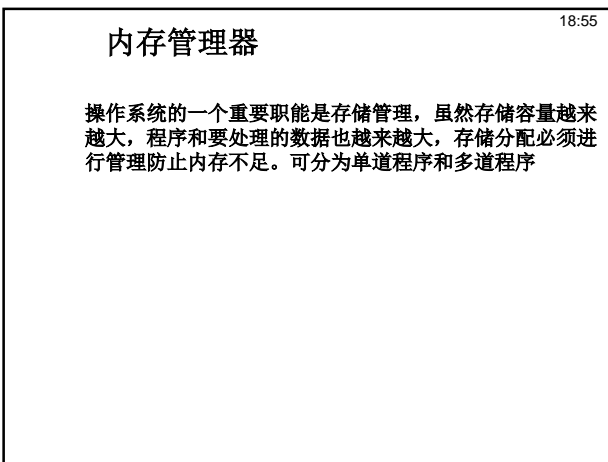 18:55
内存管理器
操作系统的一个重要职能是存储管理，虽然存储容量越来
越大，程序和要处理的数据也越来越大，存储分配必须进
行管理防止内存不足。可分为单道程序和多道程序